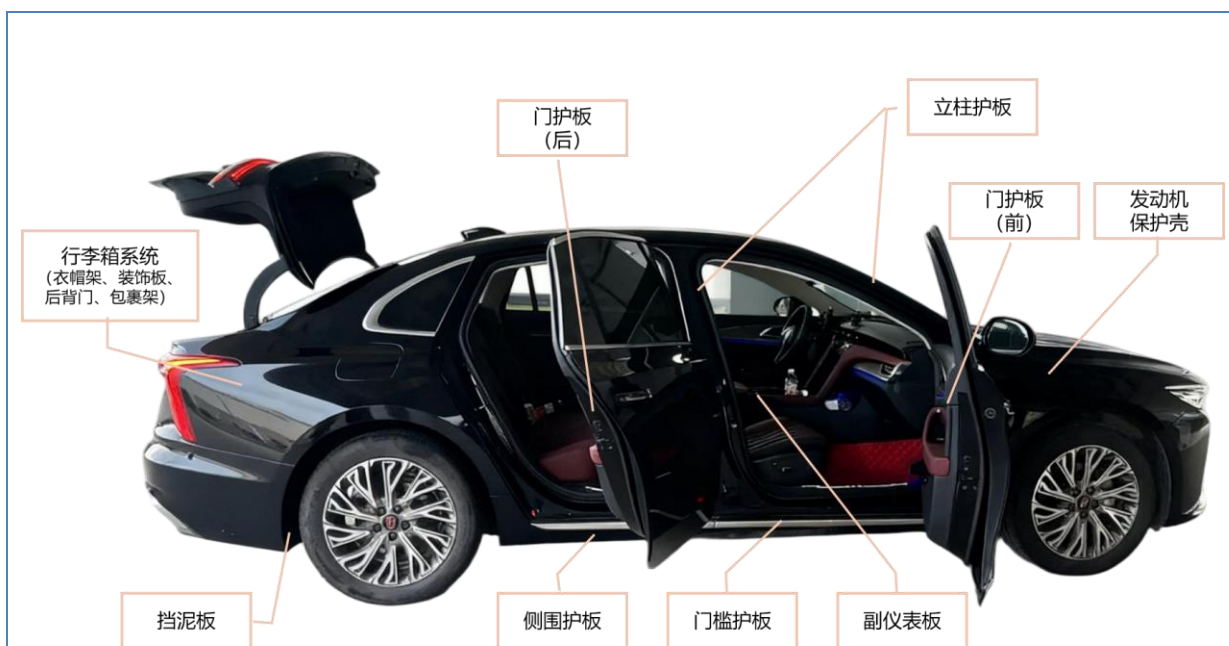 门护板
(后)
立柱护板
门护板
(前)
发动机
保护壳
行李箱系统
(衣帽架、装饰板、
后背门、包裹架)
挡泥板
侧围护板
门槛护板
副仪表板